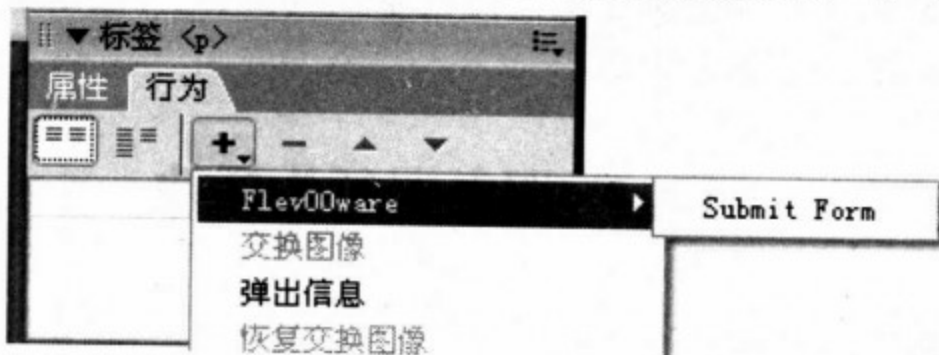 标签 <p>
属性 行为
FlevOOware Submit Form
交换图像
弹出信息
恢复交换图像